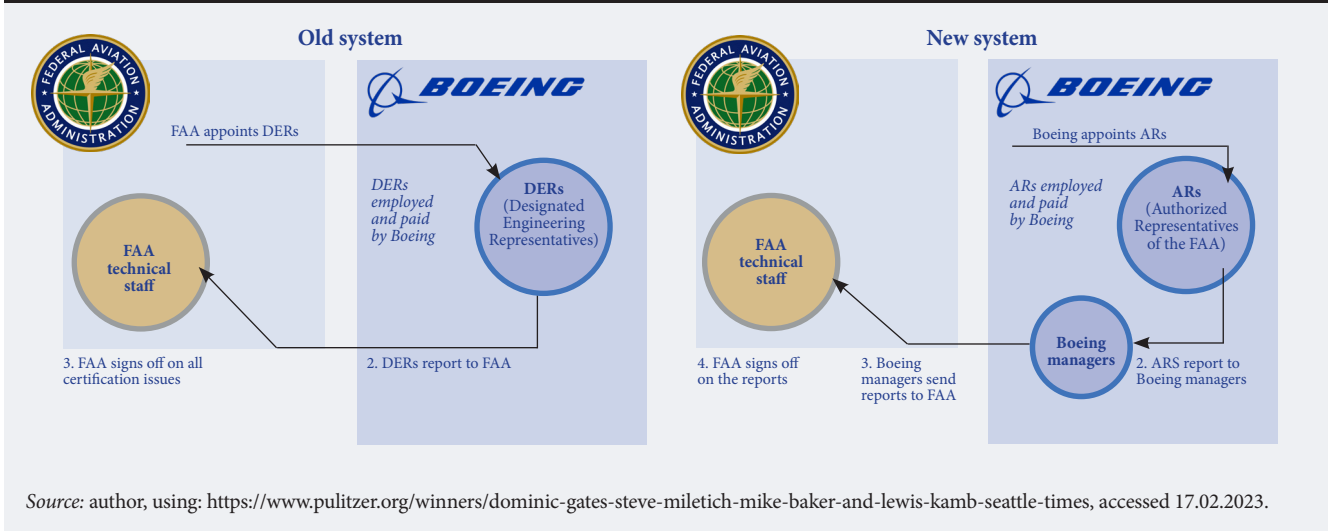 Old system
FEDERAL AVIATION
ADMINISTRATION
BOEING
FAA appoints DERs
DERs
employed
and paid
by Boeing
DERs
(Designated
Engineering
Representatives)
FAA
technical
staff
3. FAA signs off on all
certification issues
2. DERs report to FAA
New system
FEDERAL AVIATION
ADMINISTRATION
BOEING
Boeing appoints ARs
ARs employed
and paid
by Boeing
ARs
(Authorized
Representatives
of the FAA)
FAA
technical
staff
Boeing
managers
4. FAA signs off
on the reports
3. Boeing
managers send
reports to FAA
2. ARS report to
Boeing managers
Source: author, using: https://www.pulitzer.org/winners/dominic-gates-steve-miletich-mike-baker-and-lewis-kamb-seattle-times, accessed 17.02.2023.